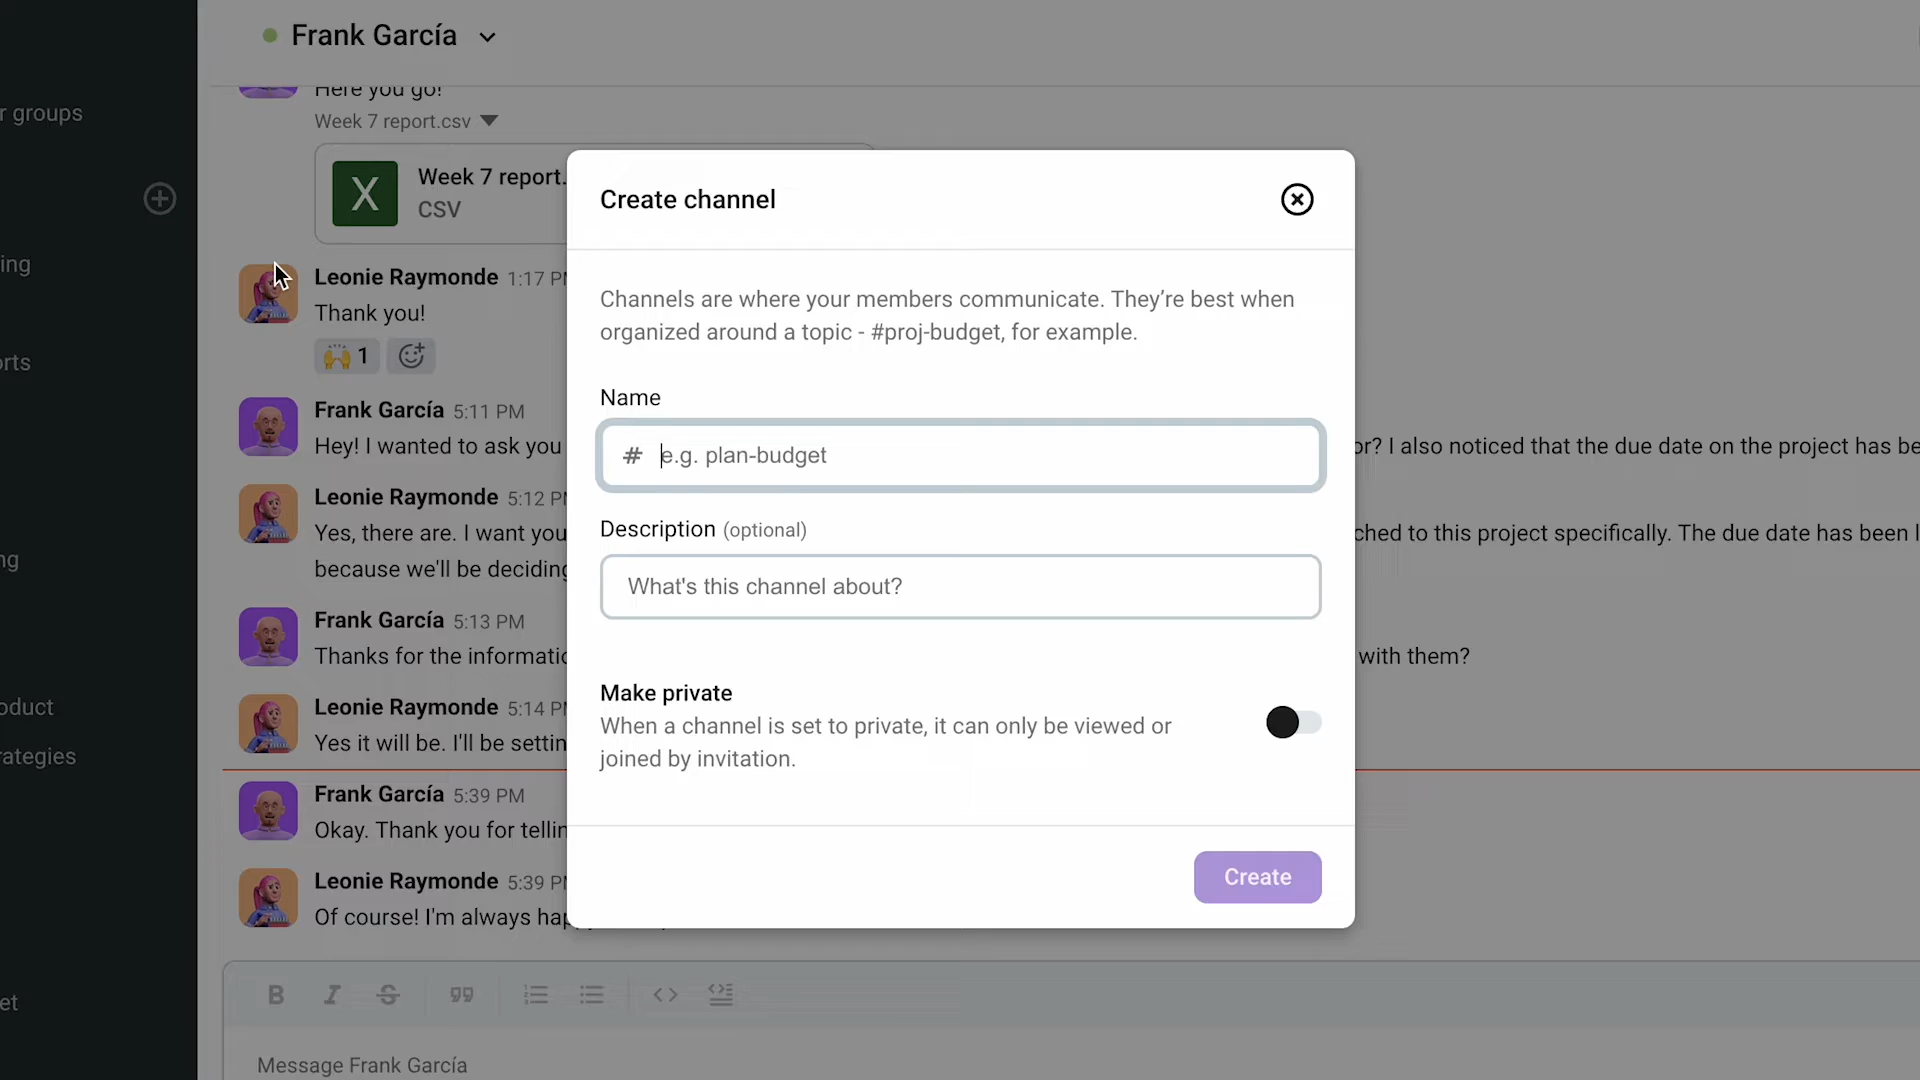 Frank García
r groups
ing
orts
ng
oduct
rategies
et
Here you go!
Week 7 report.csv
X
Week 7 report.
CSV
Leonie Raymonde 1:17 PM
Thank you!
🙌 1
Frank García 5:11 PM
Hey! I wanted to ask you
or? I also noticed that the due date on the project has be
Leonie Raymonde 5:12 PM
Yes, there are. I want you
ched to this project specifically. The due date has been l
because we'll be deciding
Frank García 5:13 PM
Thanks for the informatio
with them?
Leonie Raymonde 5:14 PM
Yes it will be. I'll be settin
Frank García 5:39 PM
Okay. Thank you for tellin
Leonie Raymonde 5:39 PM
Of course! I'm always hap
B I S
Message Frank García
Create channel
Channels are where your members communicate. They’re best when
organized around a topic - #proj-budget, for example.
Name
# e.g. plan-budget
Description (optional)
What's this channel about?
Make private
When a channel is set to private, it can only be viewed or
joined by invitation.
Create